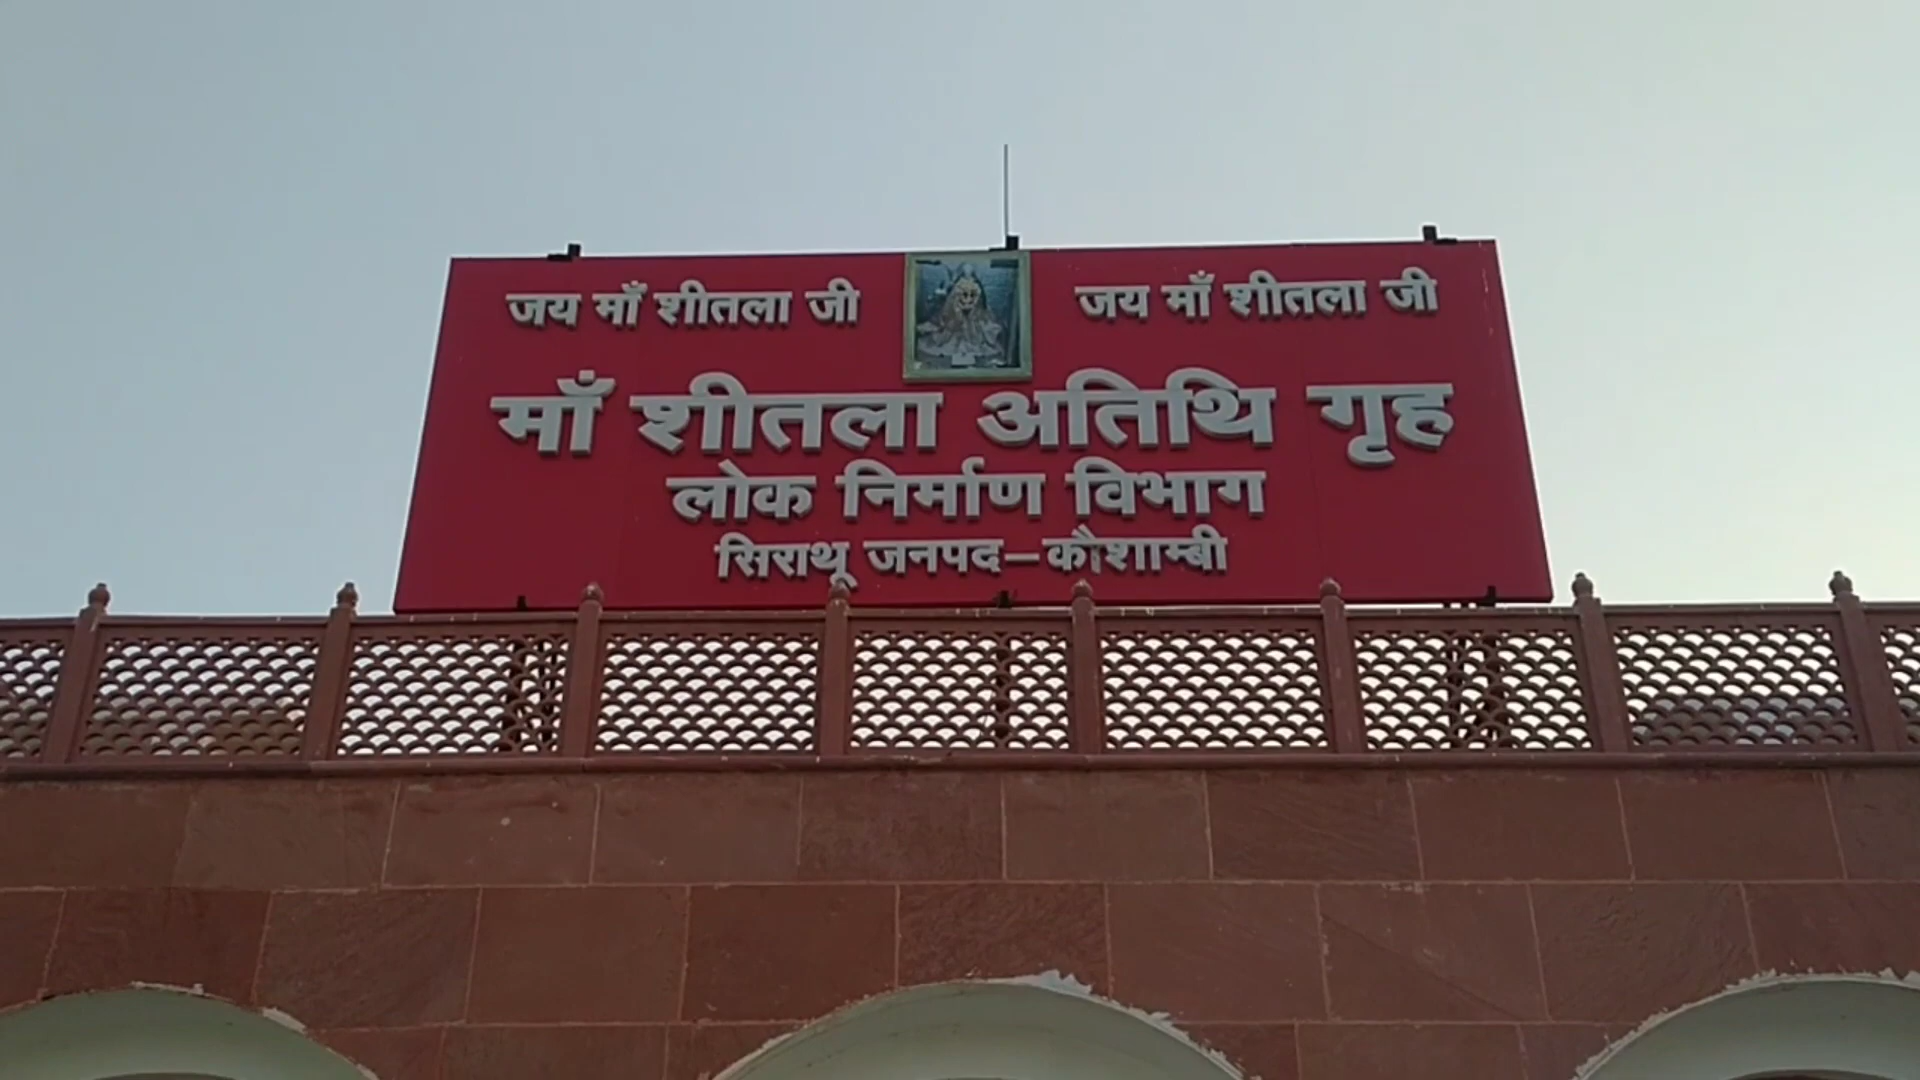 जय माँ शीतला जी जय माँ शीतला जी
माँ शीतला अतिथि गृह
लोक निर्माण विभाग
सिराथू जनपद–कौशाम्बी